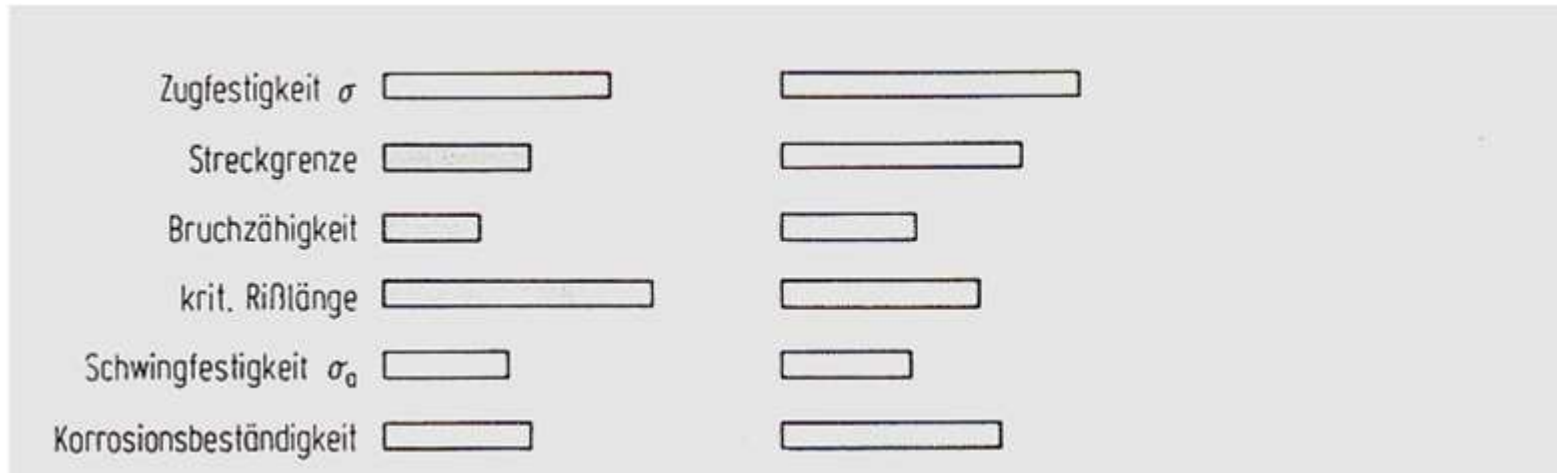 Zugfestigkeit σ
Streckgrenze
Bruchzähigkeit
krit. Rißlänge
Schwingfestigkeit σa
Korrosionsbeständigkeit